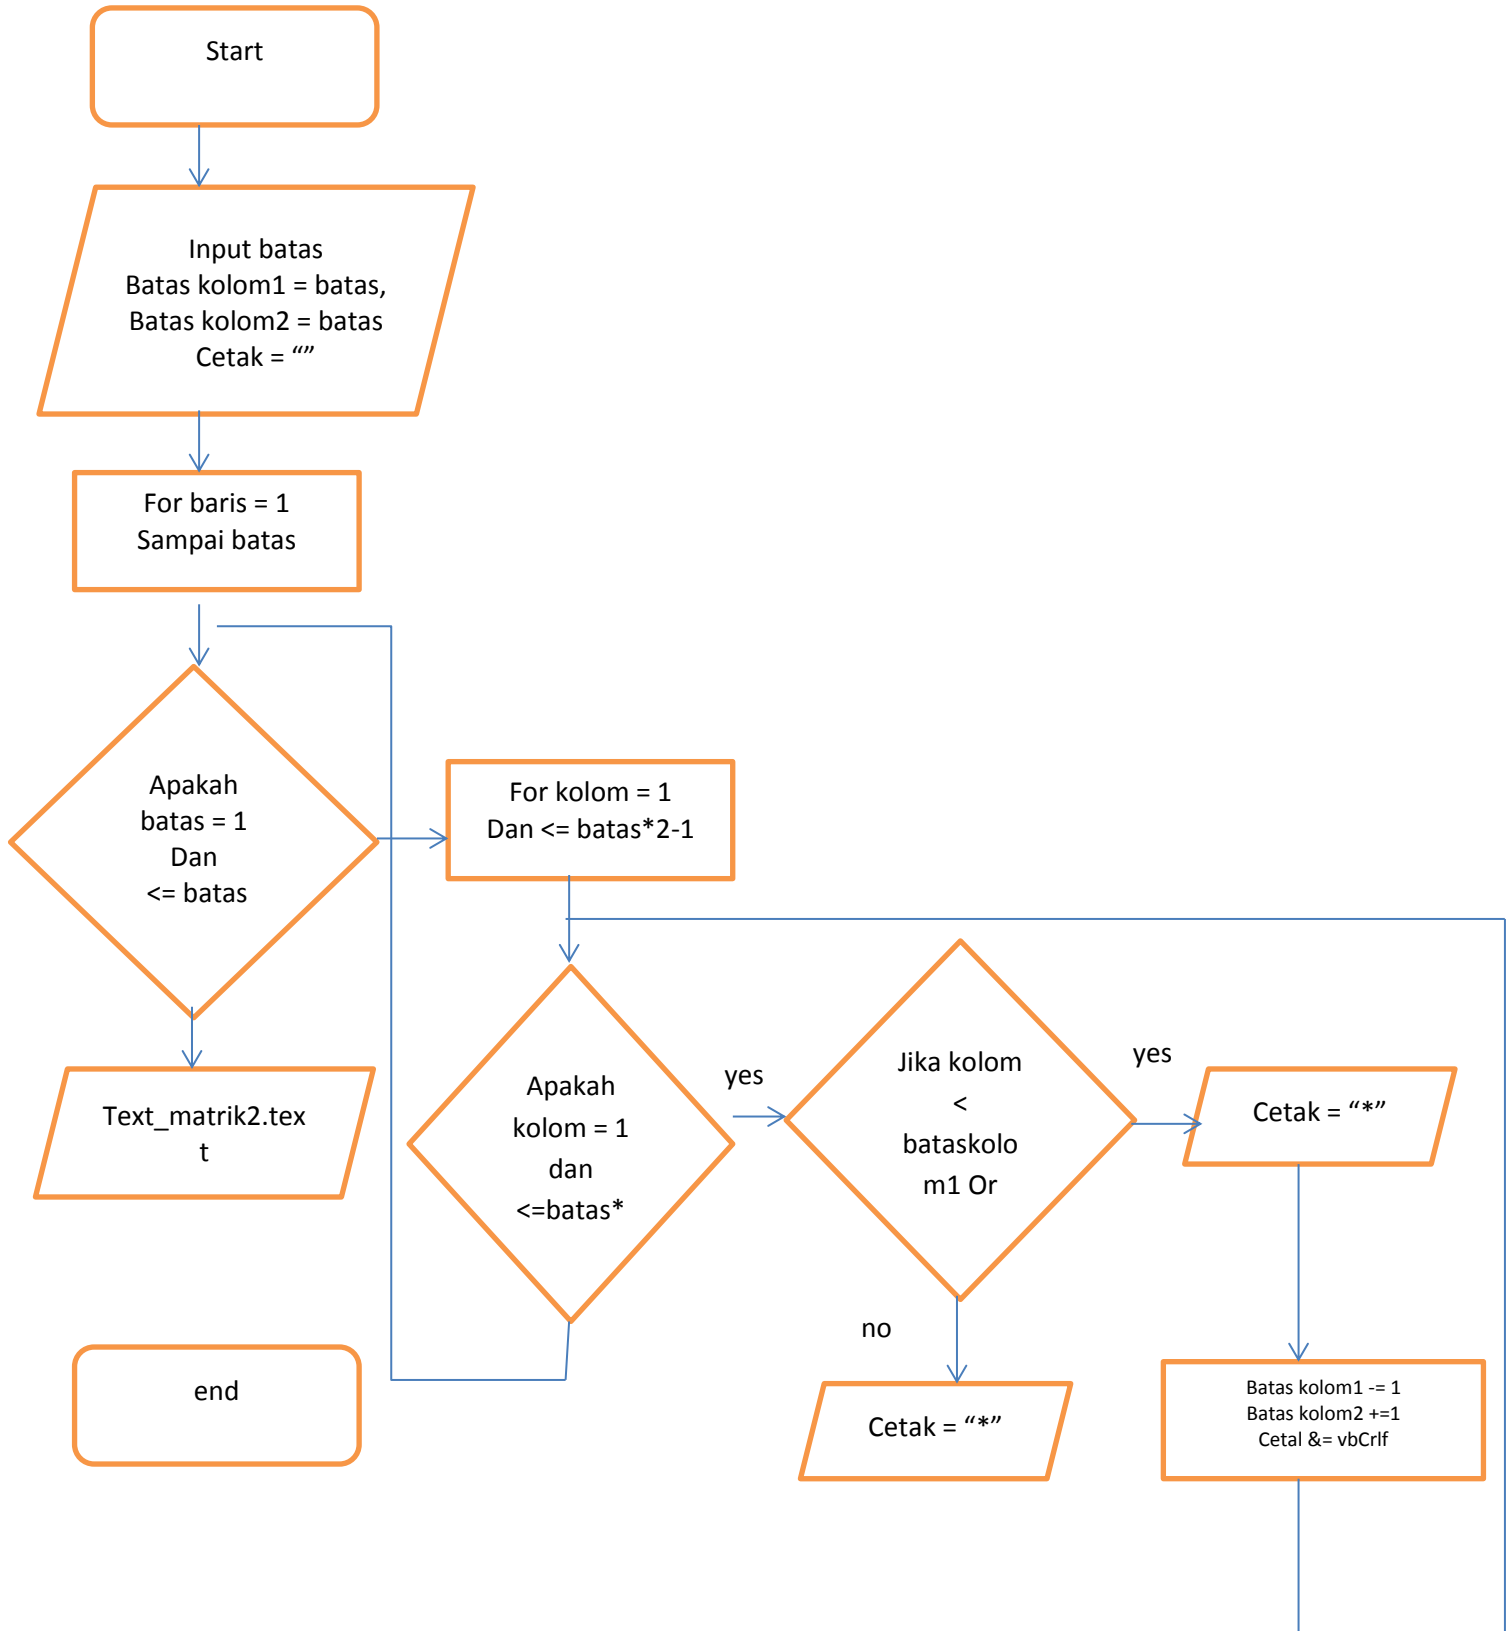 Start
Input batas
Batas kolom1 = batas,
Batas kolom2 = batas
Cetak = “”
For baris = 1
Sampai batas
Apakah
batas = 1
Dan
<= batas
For kolom = 1
Dan <= batas*2-1
Text_matrik2.tex
t
Apakah
kolom = 1
dan
<=batas*
yes
Jika kolom
<
bataskolo
m1 Or
yes
Cetak = “*”
no
Cetak = “*”
Batas kolom1 -= 1
Batas kolom2 +=1
Cetal &= vbCrlf
end